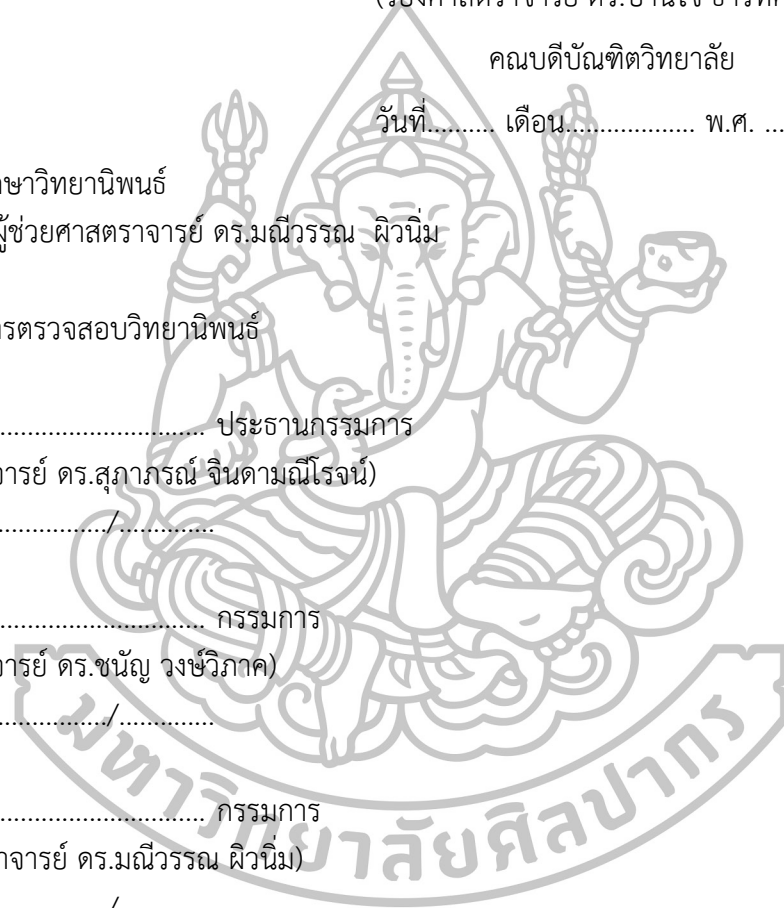 คณบดีบัณฑิตวิทยาลัย
วันที่.......... เดือน................... พ.ศ. ...
ษาวิทยานิพนธ์
ผู้ช่วยศาสตราจารย์ ดร.มณีวรรณ ผิวนิ่ม
รตรวจสอบวิทยานิพนธ์
............................... ประธานกรรมการ
จารย์ ดร.สุภาภรณ์ จินดามณีโรจน์)
................/..............
............................... กรรมการ
จารย์ ดร.ชนัญ วงษ์วิภาค)
................/..............
............................... กรรมการ
าจารย์ ดร.มณีวรรณ ผิวนิ่ม)
มหาวิทยาลัยศิลปากร